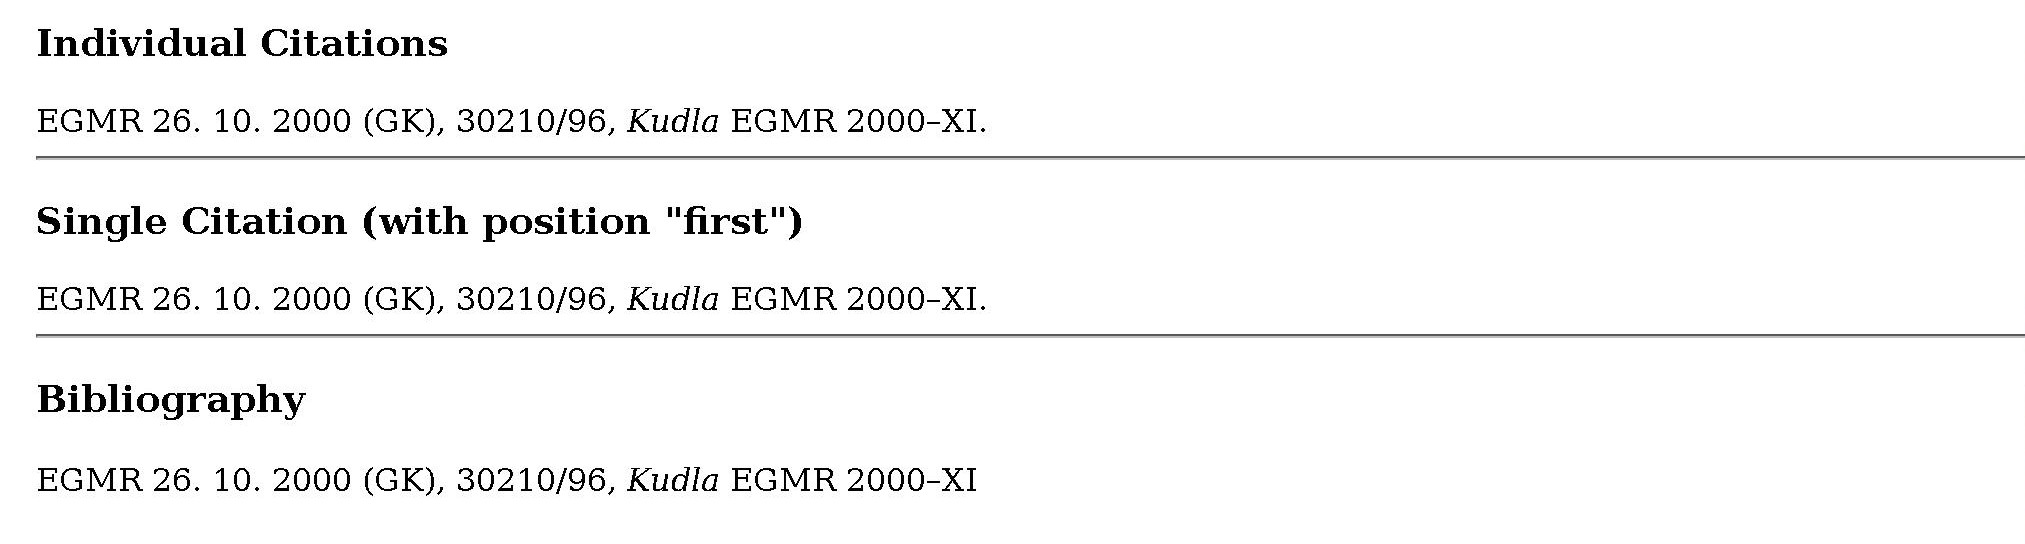 Individual Citations
EGMR 26. 10. 2000 (GK), 30210/96, Kudla EGMR 2000–XI.
Single Citation (with position "first")
EGMR 26. 10. 2000 (GK), 30210/96, Kudla EGMR 2000–XI.
Bibliography
EGMR 26. 10. 2000 (GK), 30210/96, Kudla EGMR 2000–XI